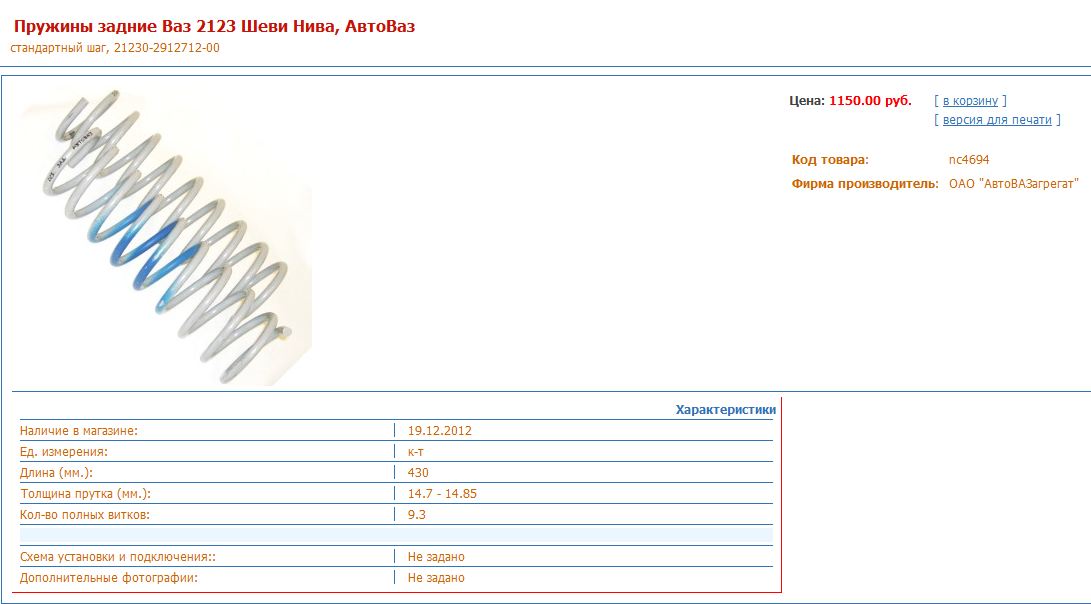 Пружины задние Ваз 2123 Шеви Нива, АвтоВаз
стандартный шаг, 21230-2912712-00
Цена: 1150.00 руб. [ в корзину ]
[ версия для печати ]
Код товара: nc4694
Фирма производитель: ОАО "АвтоВАЗагрегат"
Характеристики
Наличие в магазине: 19.12.2012
Ед. измерения: к-т
Длина (мм.): 430
Толщина прутка (мм.): 14.7 - 14.85
Кол-во полных витков: 9.3
Схема установки и подключения:: Не задано
Дополнительные фотографии: Не задано